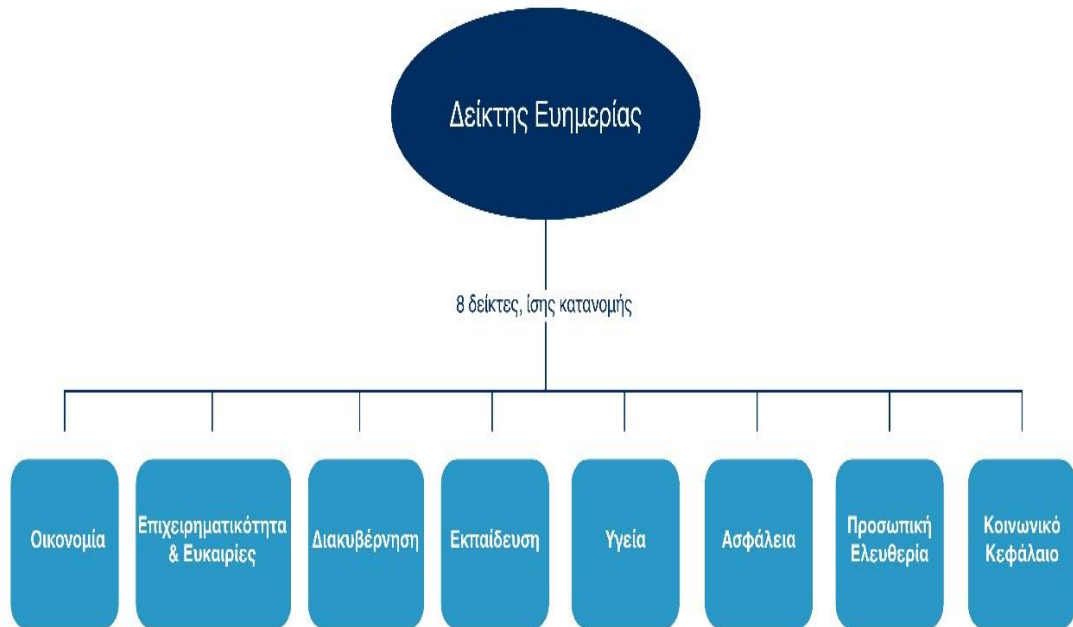 Δείκτης Ευημερίας
8 δείκτες, ίσης κατανομής
Οικονομία
Επιχειρηματικότητα
& Ευκαιρίες
Διακυβέρνηση
Εκπαίδευση
Υγεία
Ασφάλεια
Προσωπική
Ελευθερία
Κοινωνικό
Κεφάλαιο